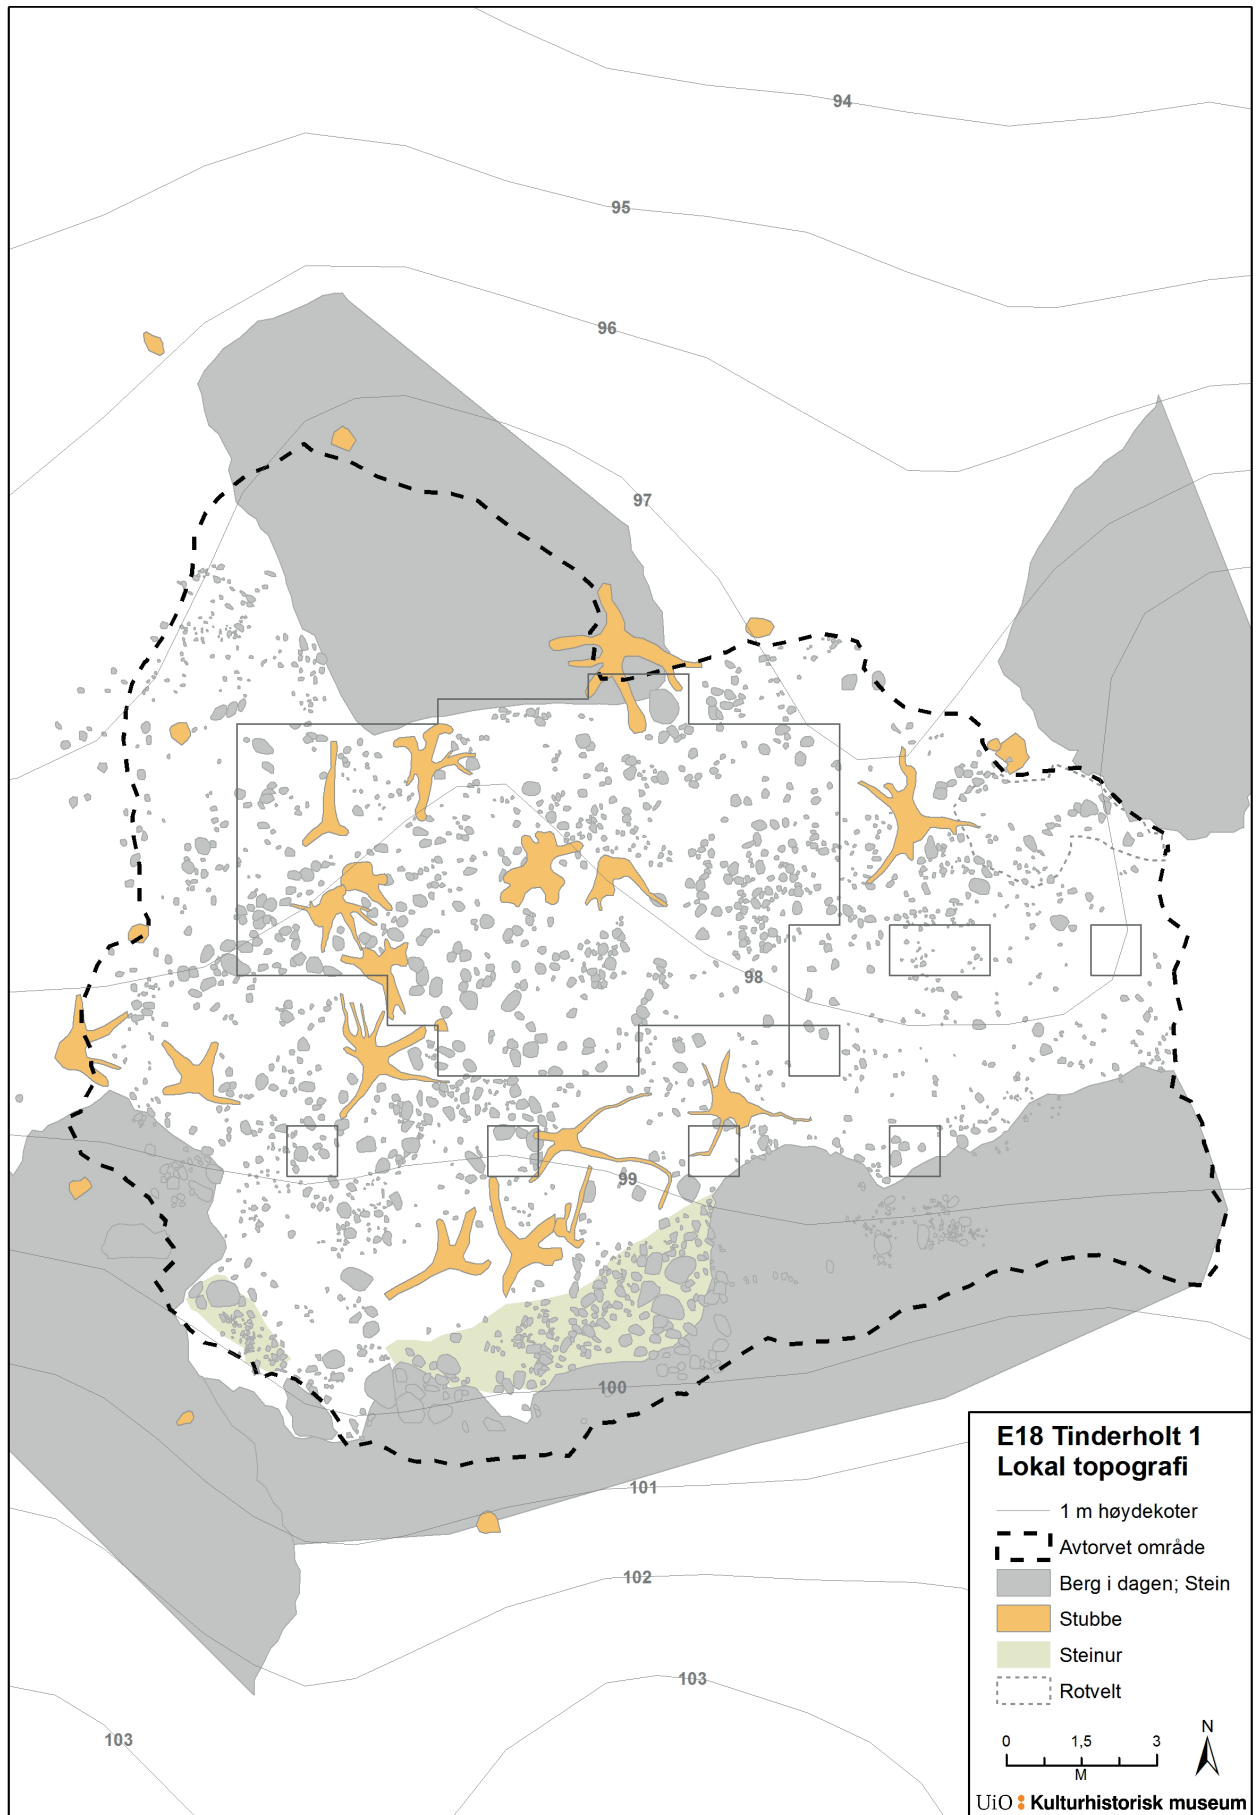 94
95
96
97
98
99
100
101
102
103
103
E18 Tinderholt 1
Lokal topografi
1 m høydekoter
Avtorvet område
Berg i dagen; Stein
Stubbe
Steinur
Rotvelt
N
0 1,5 3
M
UiO Kulturhistorisk museum